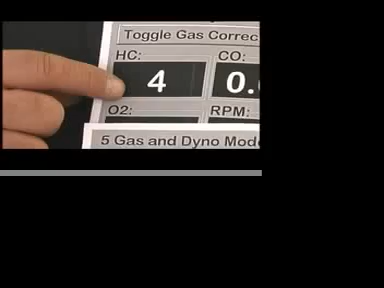 Toggle Gas Correc
HC: CO:
4 0.
O2: RPM:
5 Gas and Dyno Mod